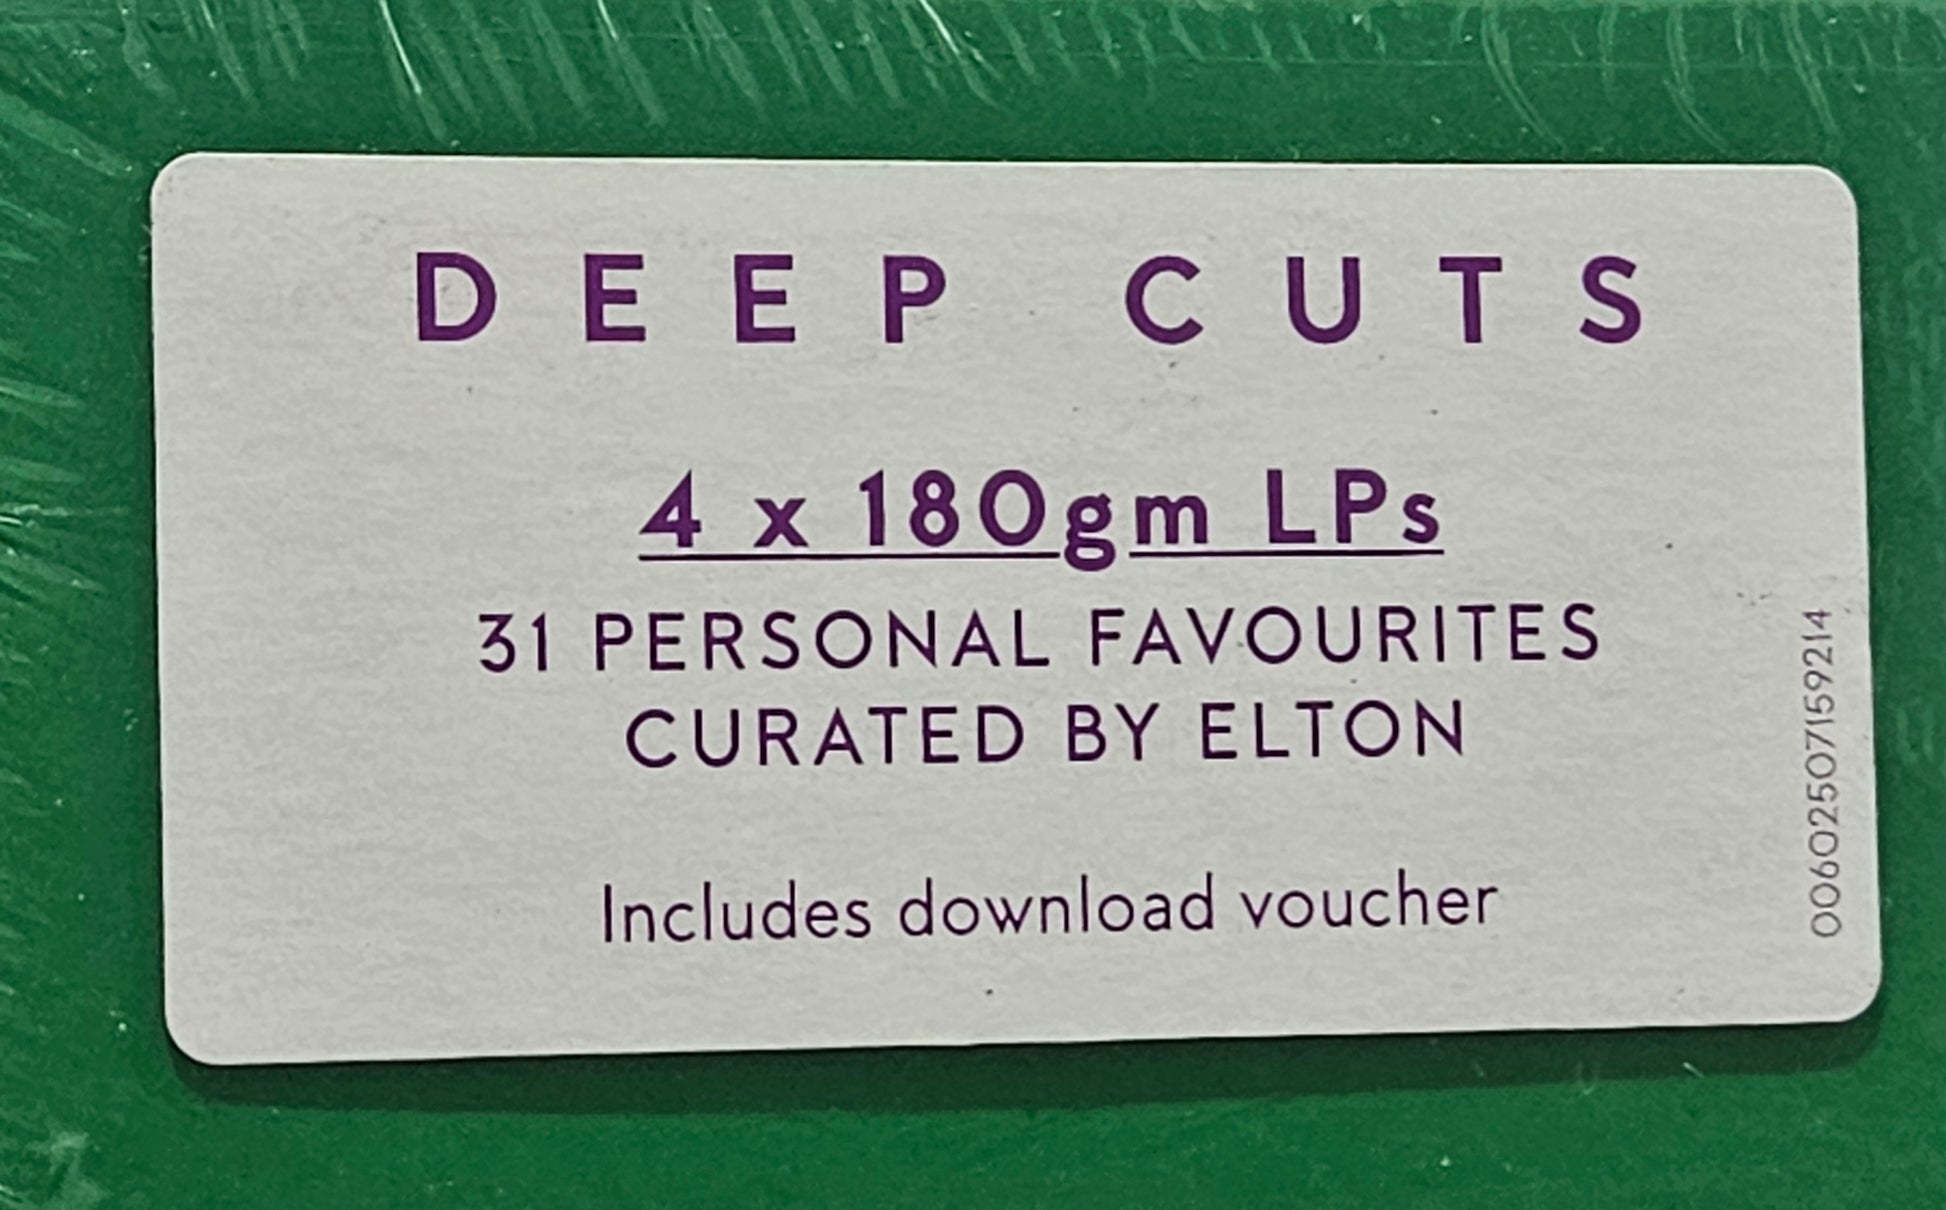 DEEP CUTS
4 x 180gm LPs
31 PERSONAL FAVOURITES
CURATED BY ELTON
Includes download voucher
00602507159214